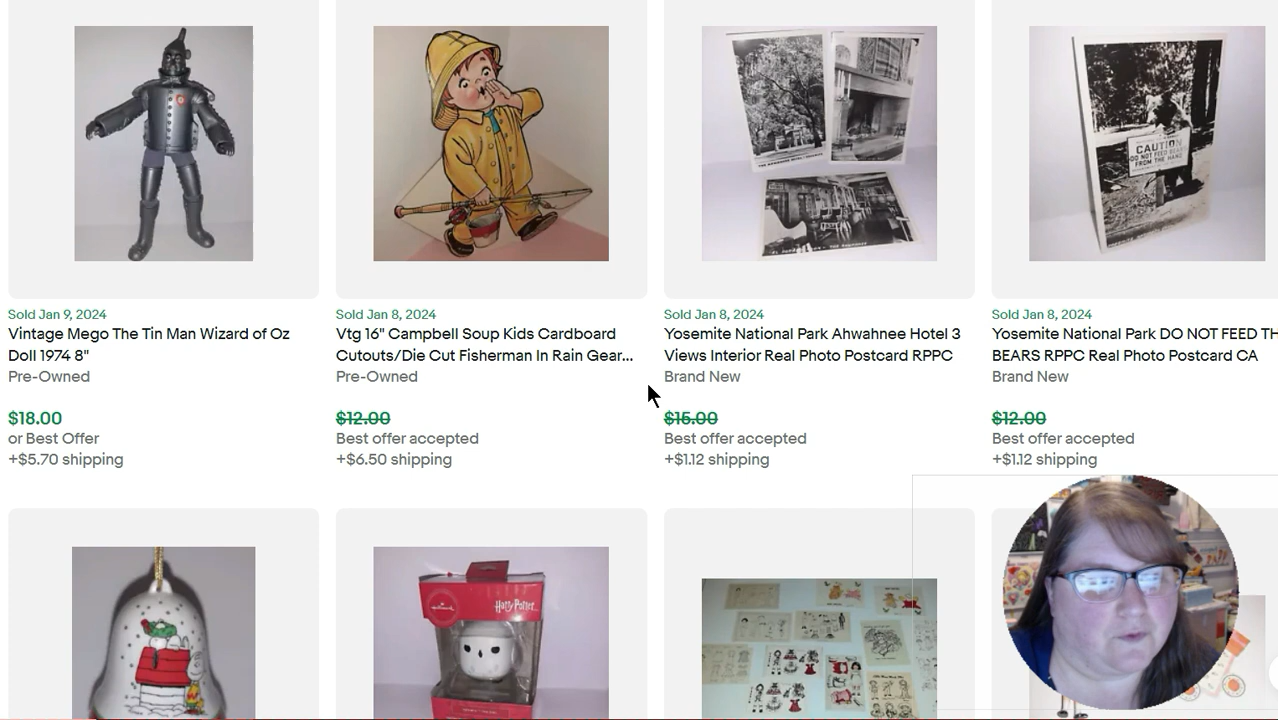 CAUTION
DO NOT FEED BEARS
FROM THE HAND
Sold Jan 9, 2024
Vintage Mego The Tin Man Wizard of Oz
Doll 1974 8"
Pre-Owned
$18.00
or Best Offer
+$5.70 shipping
Sold Jan 8, 2024
Vtg 16" Campbell Soup Kids Cardboard
Cutouts/Die Cut Fisherman In Rain Gear...
Pre-Owned
$12.00
Best offer accepted
+$6.50 shipping
Sold Jan 8, 2024
Yosemite National Park Ahwahnee Hotel 3
Views Interior Real Photo Postcard RPPC
Brand New
$15.00
Best offer accepted
+$1.12 shipping
Sold Jan 8, 2024
Yosemite National Park DO NOT FEED TH
BEARS RPPC Real Photo Postcard CA
Brand New
$12.00
Best offer accepted
+$1.12 shipping
Hallmark
Harry Potter